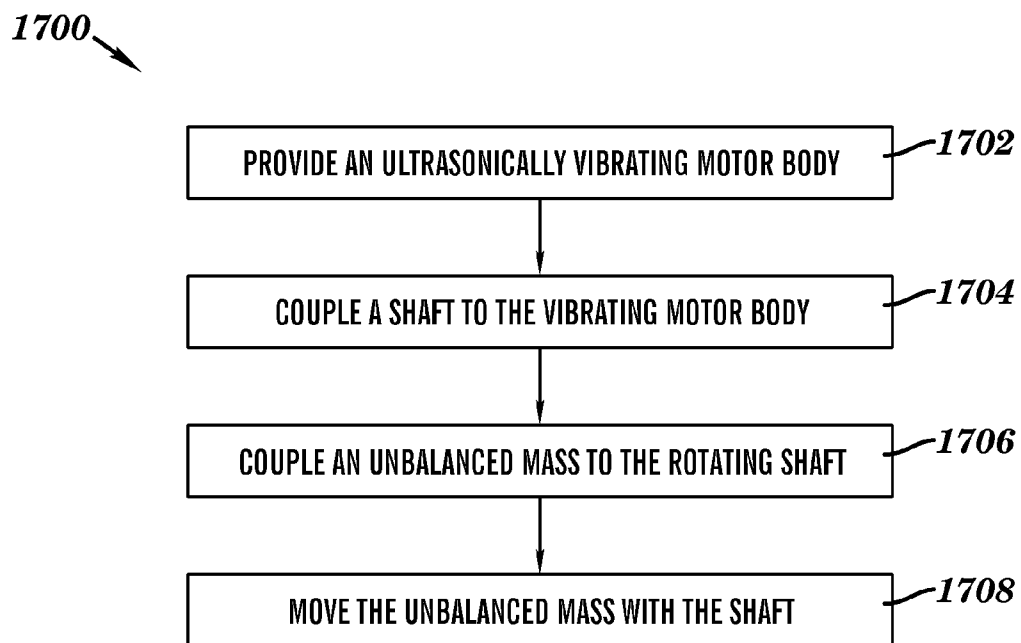 1700
PROVIDE AN ULTRASONICALLY VIBRATING MOTOR BODY
1702
COUPLE A SHAFT TO THE VIBRATING MOTOR BODY
1704
COUPLE AN UNBALANCED MASS TO THE ROTATING SHAFT
1706
MOVE THE UNBALANCED MASS WITH THE SHAFT
1708